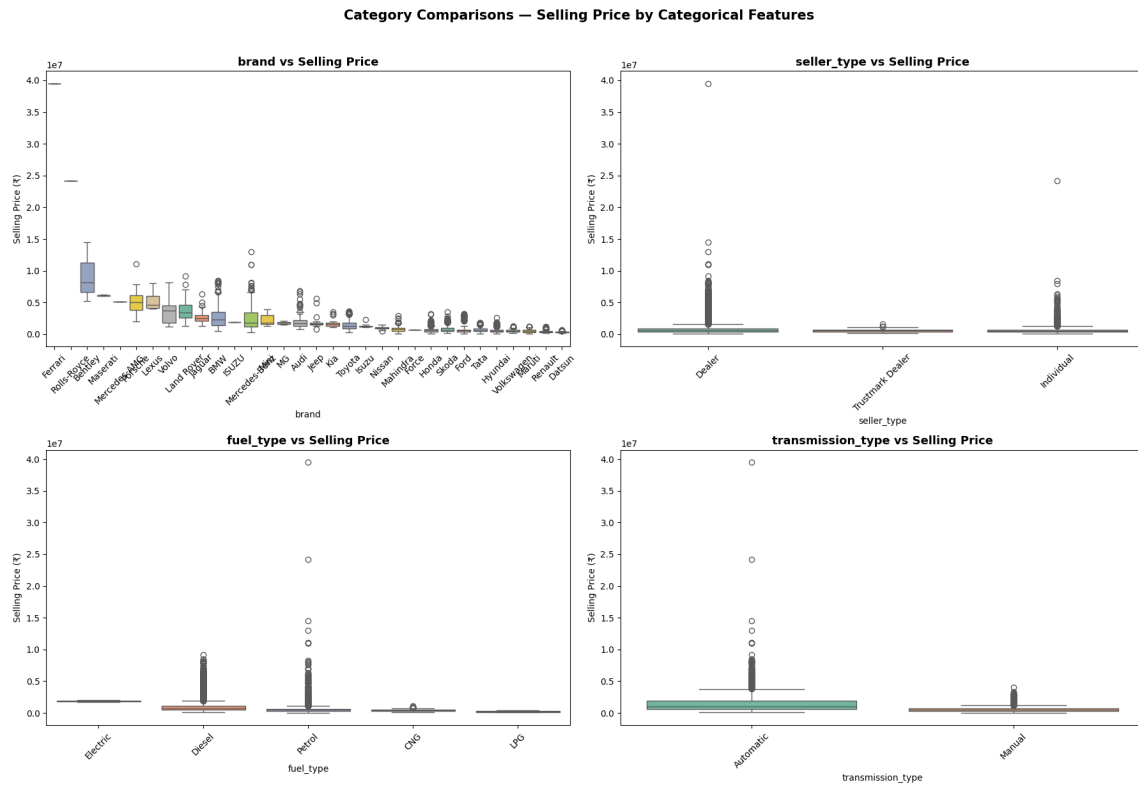 Category Comparisons — Selling Price by Categorical Features
brand vs Selling Price
1e7
4.0
3.5
3.0
2.5
2.0
1.5
1.0
0.5
0.0
Selling Price (₹)
Ferrari
Rolls-Royce
Bentley
Maserati
Mercedes-AMG
Porsche
Lexus
Volvo
Land Rover
Jaguar
BMW
ISUZU
Mercedes-Benz
Mini
MG
Audi
Jeep
Kia
Toyota
Isuzu
Nissan
Mahindra
Force
Honda
Skoda
Ford
Tata
Hyundai
Volkswagen
Maruti
Renault
Datsun
brand
seller_type vs Selling Price
1e7
4.0
3.5
3.0
2.5
2.0
1.5
1.0
0.5
0.0
Selling Price (₹)
Dealer
Trustmark Dealer
Individual
seller_type
fuel_type vs Selling Price
1e7
4.0
3.5
3.0
2.5
2.0
1.5
1.0
0.5
0.0
Selling Price (₹)
Electric
Diesel
Petrol
CNG
LPG
fuel_type
transmission_type vs Selling Price
1e7
4.0
3.5
3.0
2.5
2.0
1.5
1.0
0.5
0.0
Selling Price (₹)
Automatic
Manual
transmission_type